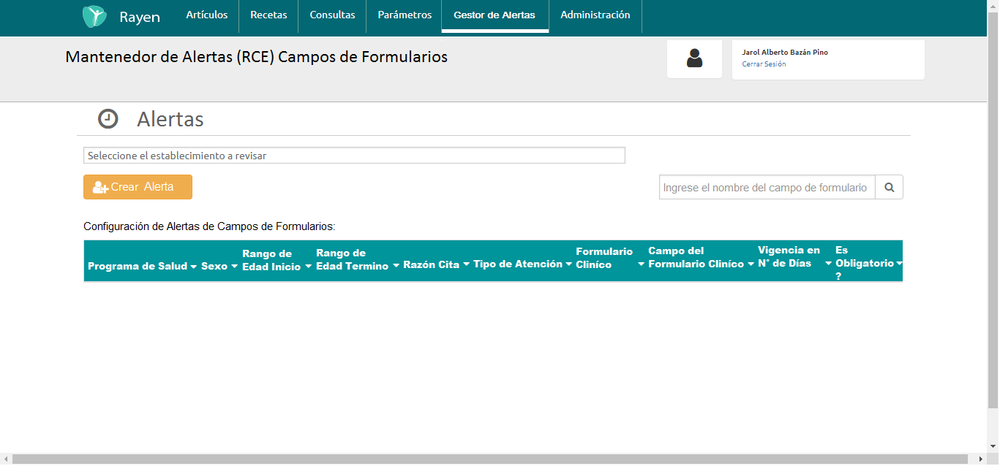 Rayen
Artículos
Recetas
Consultas
Parámetros
Gestor de Alertas
Administración
Mantenedor de Alertas (RCE) Campos de Formularios
Jarol Alberto Bazán Pino
Cerrar Sesión
Alertas
Seleccione el establecimiento a revisar
Crear Alerta
Ingrese el nombre del campo de formulario
Configuración de Alertas de Campos de Formularios:
Programa de Salud
Sexo
Rango de
Edad Inicio
Rango de
Edad Termino
Razón Cita
Tipo de Atención
Formulario
Cliníco
Campo del
Formulario Cliníco
Vigencia en
N° de Días
Es
Obligatorio
?